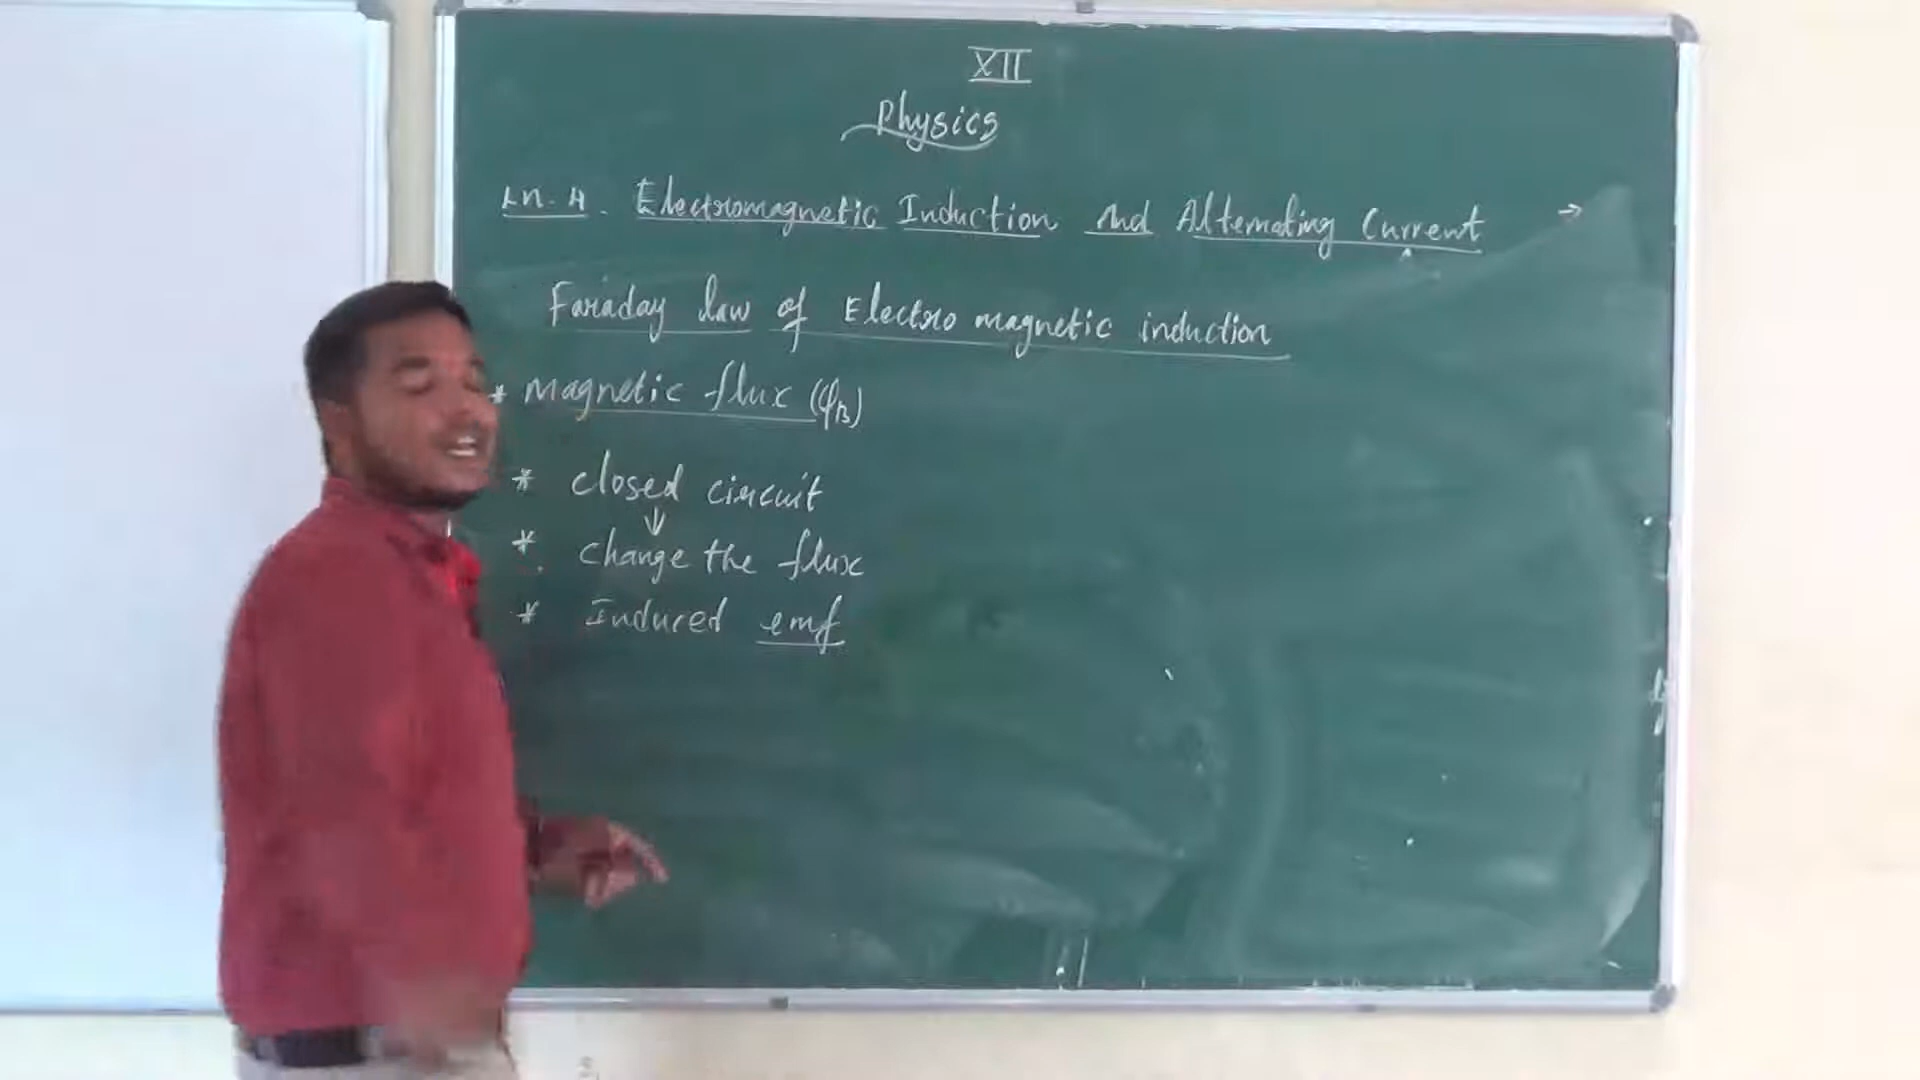 XII
Physics
Ln. 4. Electromagnetic Induction And Alternating Current →
Faraday law of Electro magnetic induction
* Magnetic flux (φB)
* closed circuit
↓
* change the flux
* Induced emf